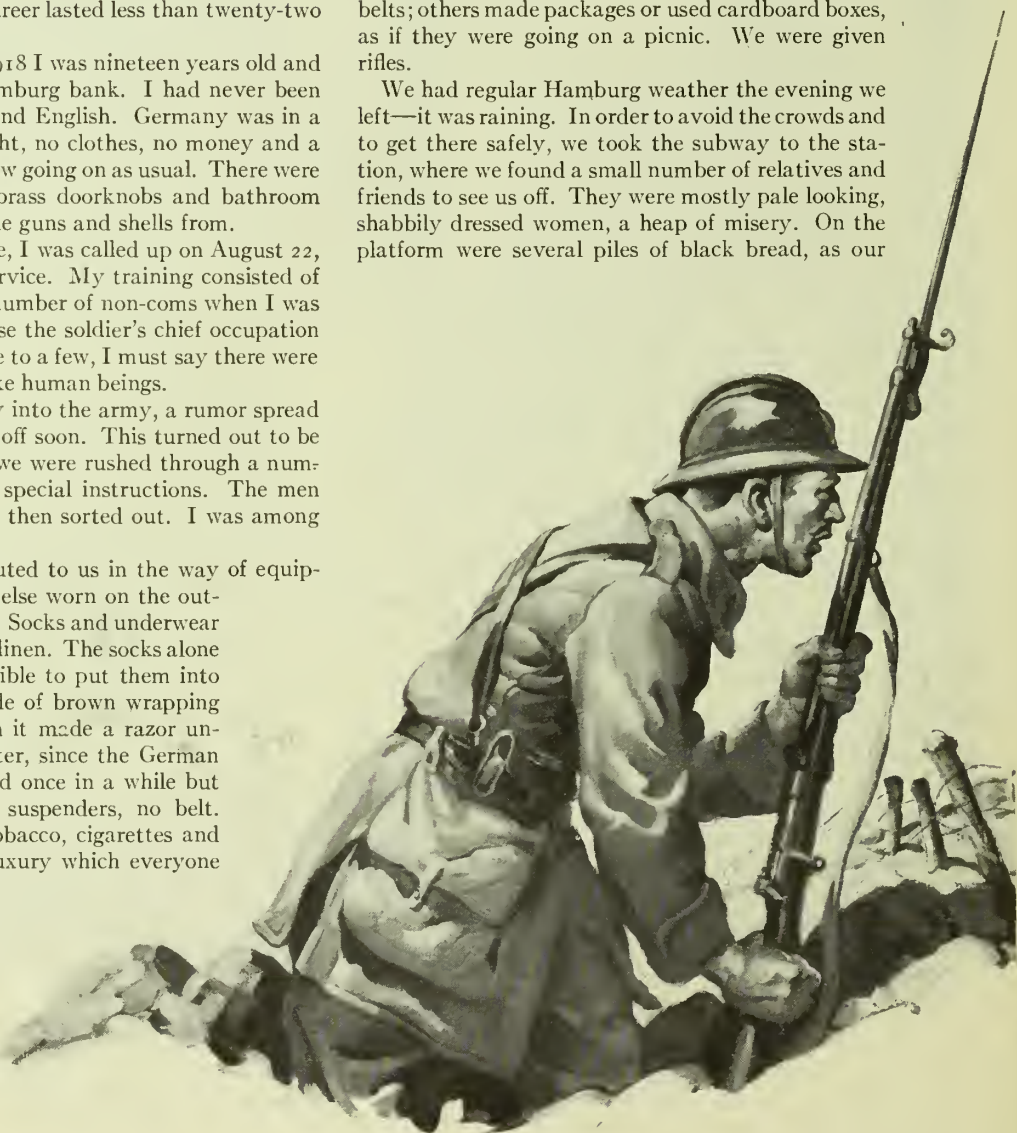 reer lasted less than twenty-two
918 I was nineteen years old and
mburg bank. I had never been
nd English. Germany was in a
ht, no clothes, no money and a
w going on as usual. There were
brass doorknobs and bathroom
e guns and shells from.
e, I was called up on August 22,
rvice. My training consisted of
umber of non-coms when I was
se the soldier's chief occupation
e to a few, I must say there were
ke human beings.
y into the army, a rumor spread
off soon. This turned out to be
we were rushed through a num-
special instructions. The men
then sorted out. I was among
uted to us in the way of equip-
else worn on the out-
Socks and underwear
linen. The socks alone
ible to put them into
le of brown wrapping
n it made a razor un-
ter, since the German
d once in a while but
suspenders, no belt.
obacco, cigarettes and
uxury which everyone
belts; others made packages or used cardboard boxes,
as if they were going on a picnic. We were given
rifles.
We had regular Hamburg weather the evening we
left—it was raining. In order to avoid the crowds and
to get there safely, we took the subway to the sta-
tion, where we found a small number of relatives and
friends to see us off. They were mostly pale looking,
shabbily dressed women, a heap of misery. On the
platform were several piles of black bread, as our